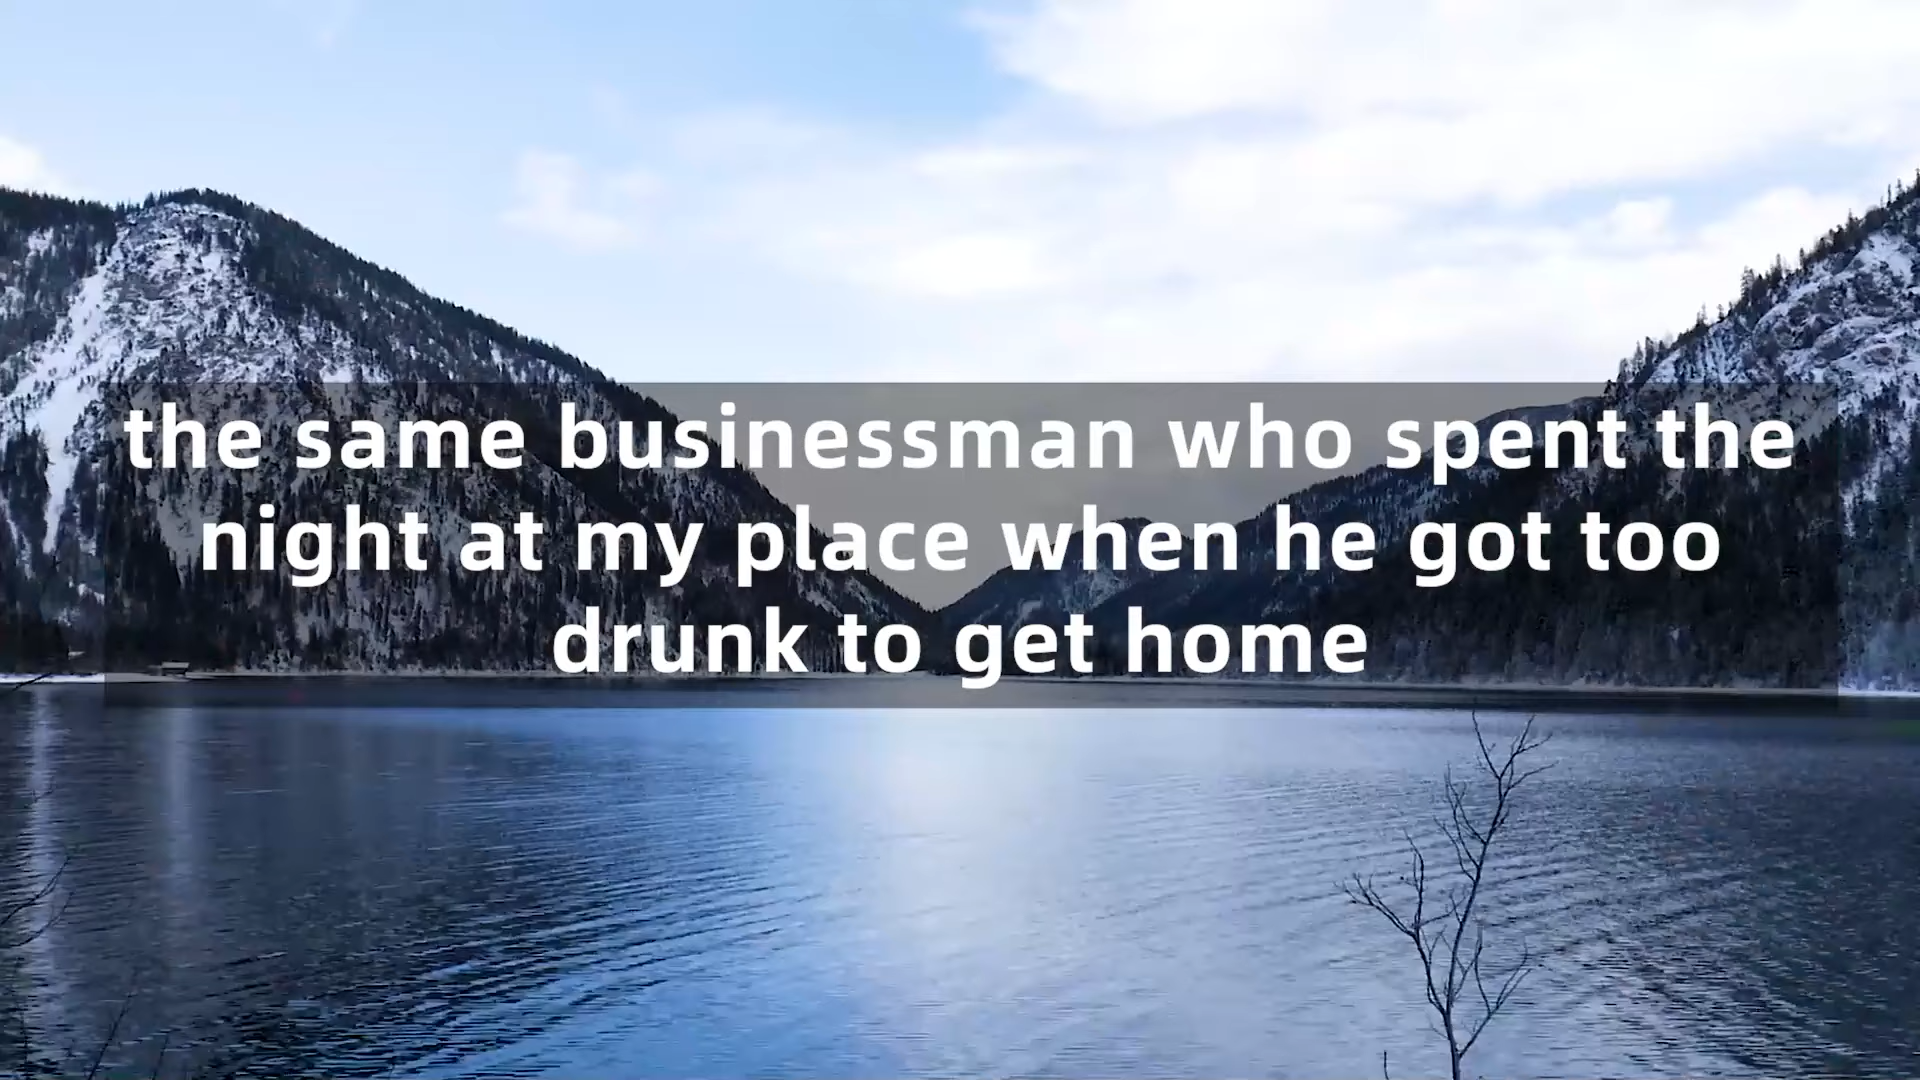 the same businessman who spent the
night at my place when he got too
drunk to get home